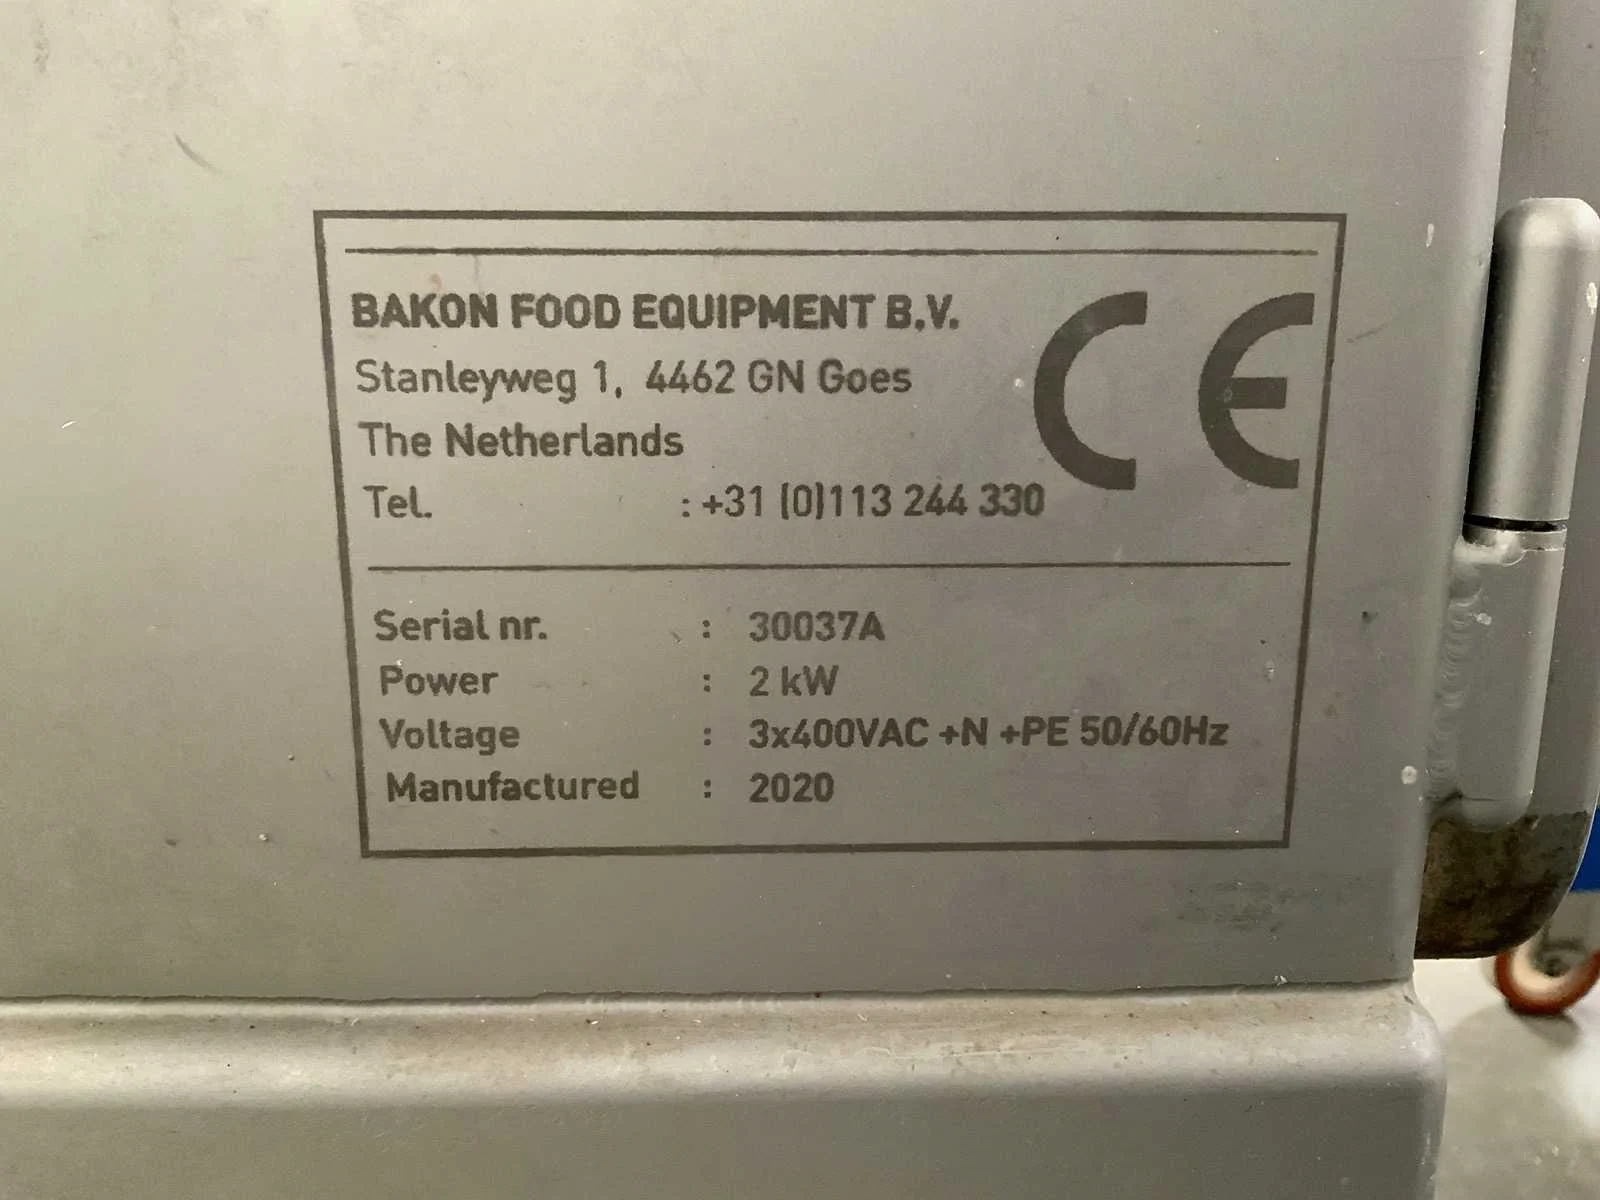 BAKON FOOD EQUIPMENT B.V.
Stanleyweg 1, 4462 GN Goes
The Netherlands
Tel. : +31 (0)113 244 330
CE
Serial nr. : 30037A
Power : 2 kW
Voltage : 3x400VAC +N +PE 50/60Hz
Manufactured : 2020